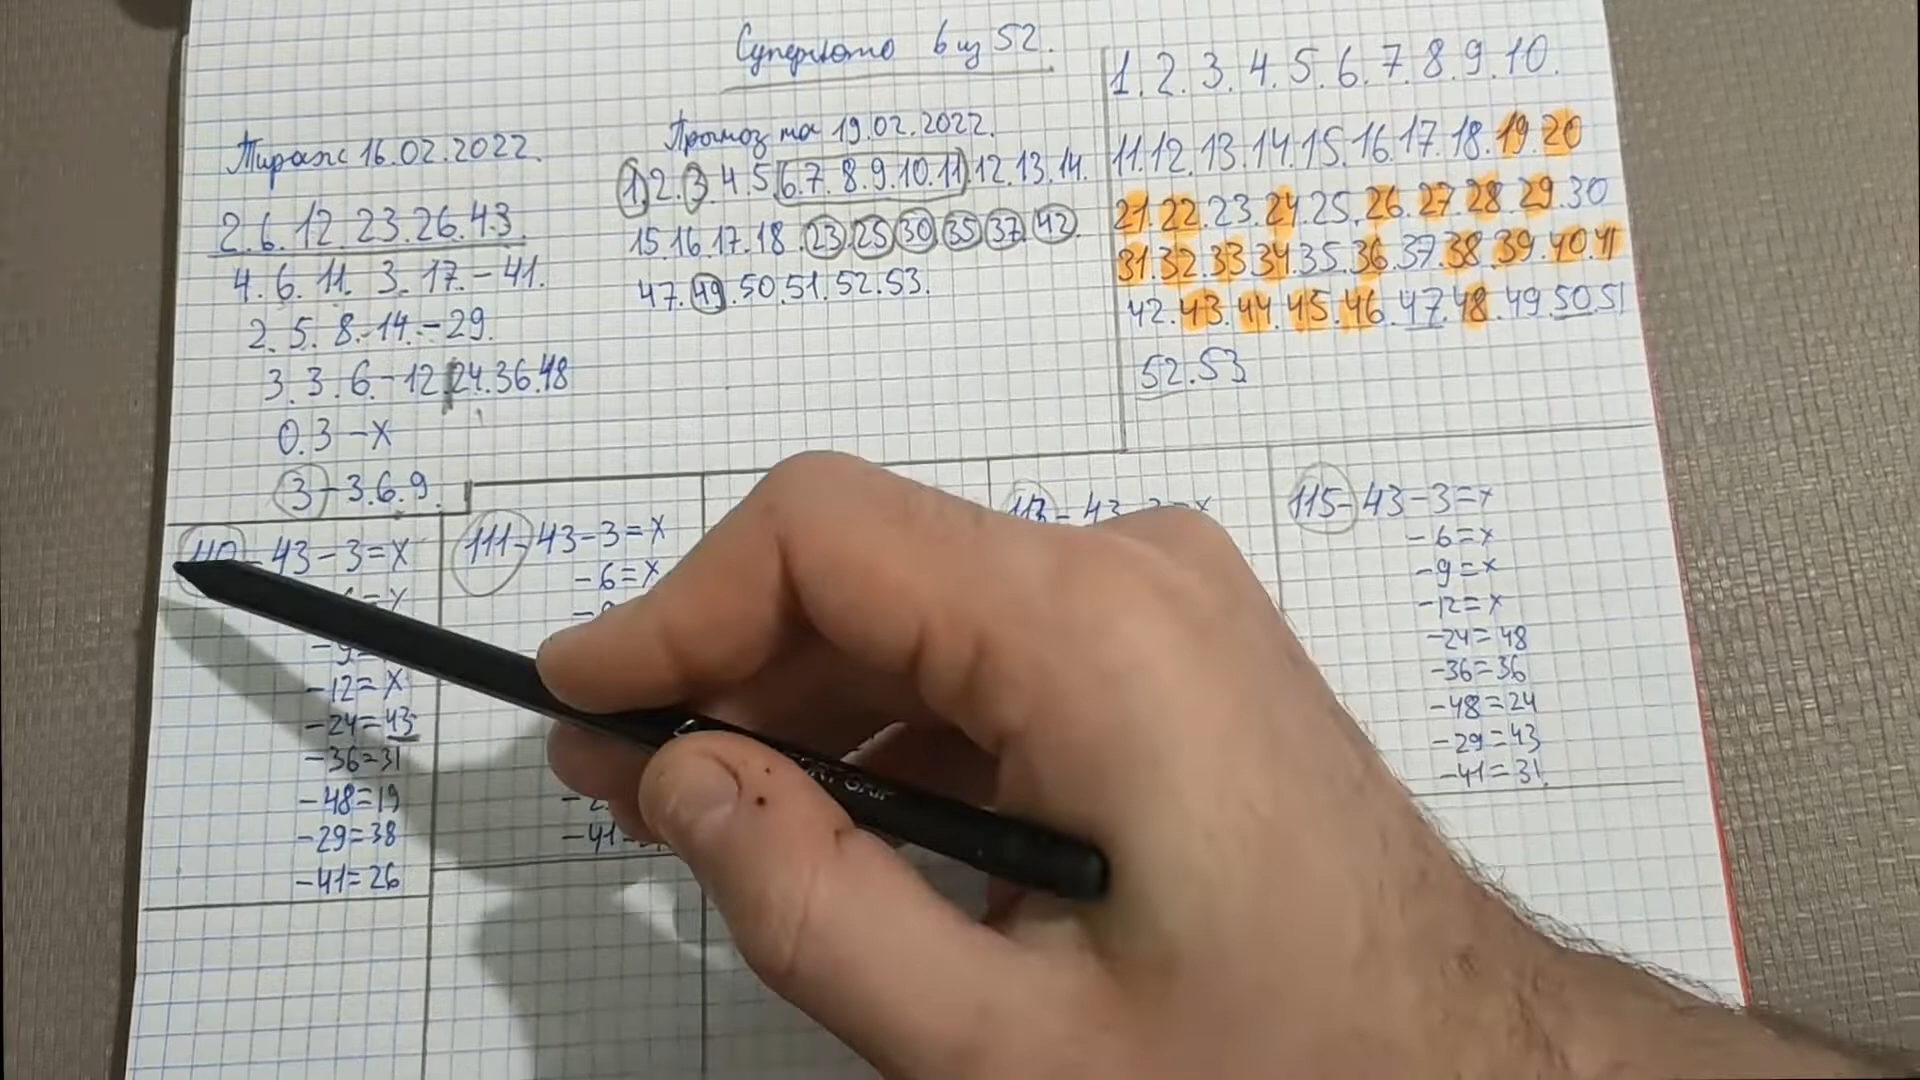 Суперлото 6 из 52.
Тираж 16.02.2022.
2.6.12.23.26.43.
4.6.11.3.17.-41.
2.5.8.-14.-29.
3.3.6-12 24.36.48
0.3-X
3-3.6.9.
Прогноз на 19.02.2022.
1.2.3.4.5.6.7.8.9.10.11.12.13.14.
15.16.17.18.23.25.30.35.37.42.
47.49.50.51.52.53.
1.2.3.4.5.6.7.8.9.10.
11.12.13.14.15.16.17.18.19.20
21.22.23.24.25.26.27.28.29.30
31.32.33.34.35.36.37.38.39.40.41
42.43.44.45.46.47.48.49.50.51
52.53
110-43-3=X
6=X
-9=
-12=X
-24=43
-36=31
-48=19
-29=38
-41=26
111-43-3=X
-6=X
-41
43-3=X
115-43-3=X
-6=X
-9=X
-12=X
-24=48
-36=36
-48=24
-29=43
-41=31.